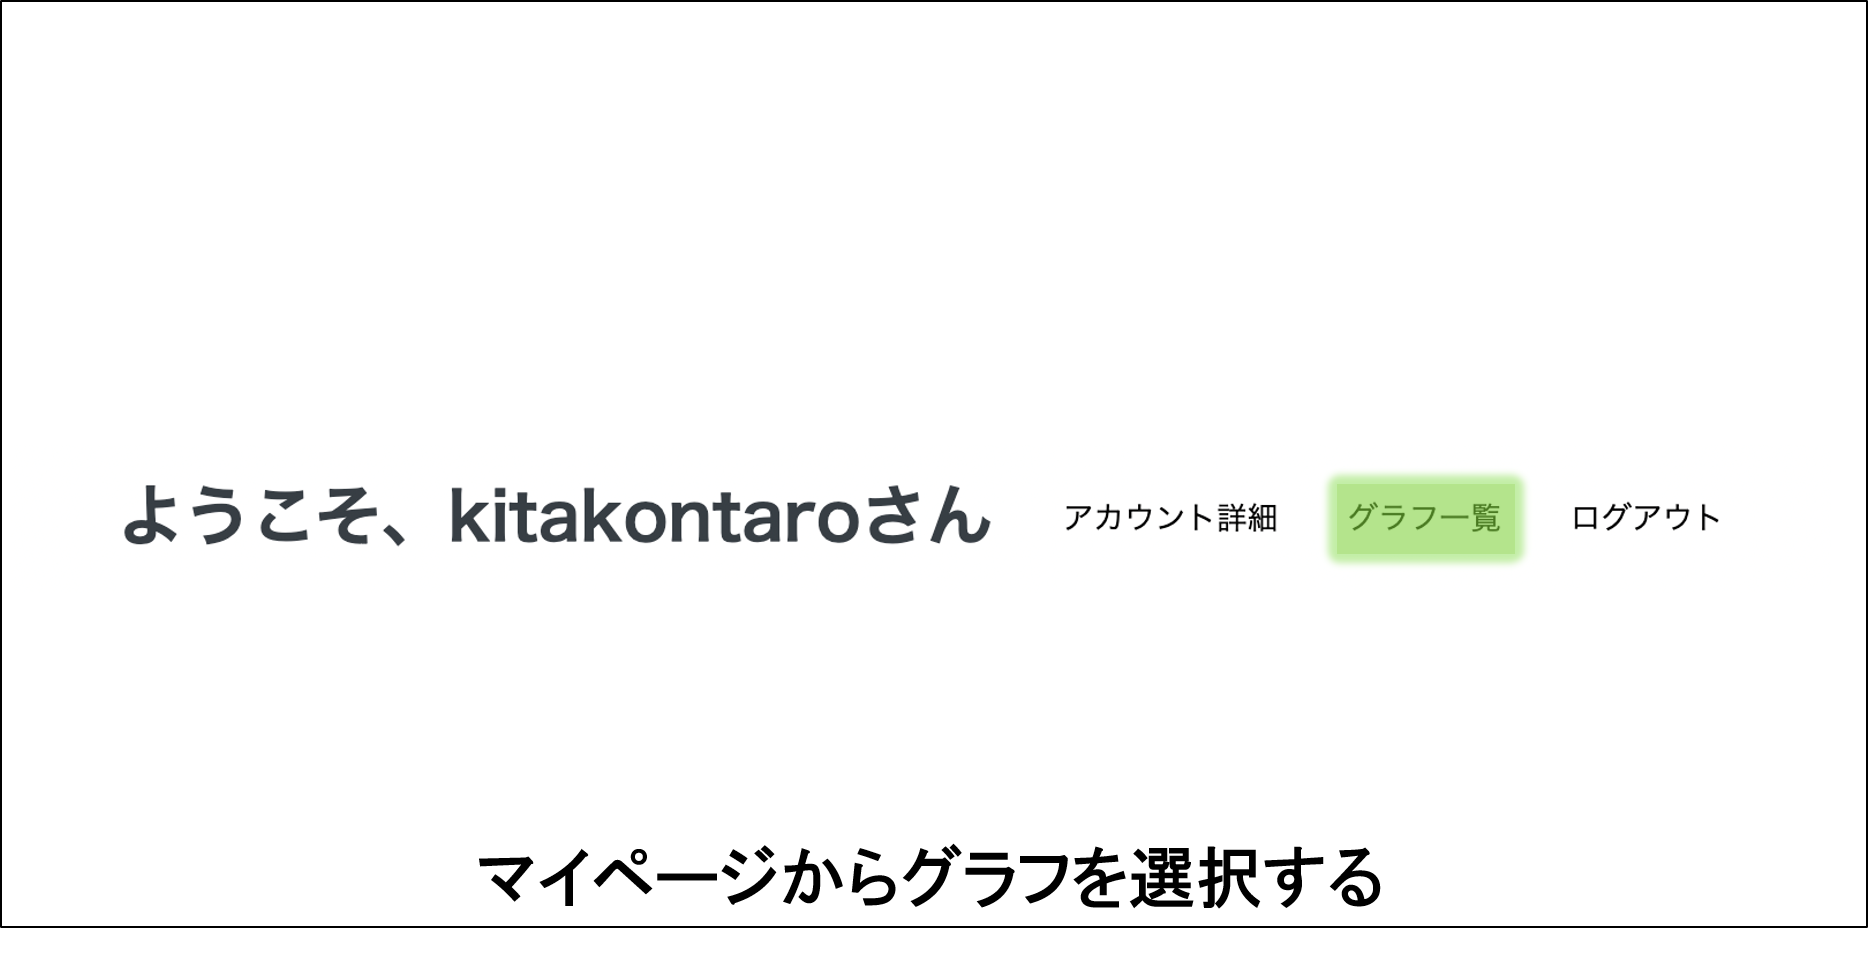 ようこそ、kitakontaroさん アカウント詳細 グラフ一覧 ログアウト
マイページからグラフを選択する